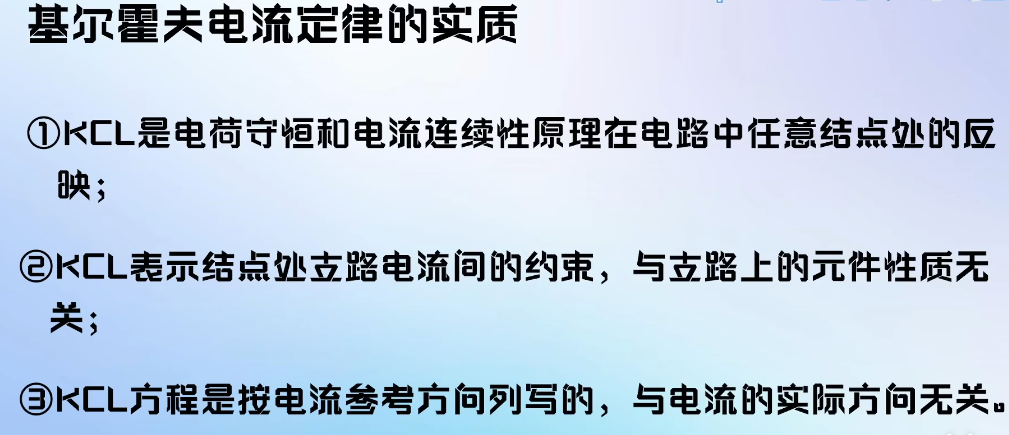 基尔霍夫电流定律的实质
①KCL是电荷守恒和电流连续性原理在电路中任意结点处的反
映；
②KCL表示结点处支路电流间的约束，与支路上的元件性质无
关；
③KCL方程是按电流参考方向列写的，与电流的实际方向无关。